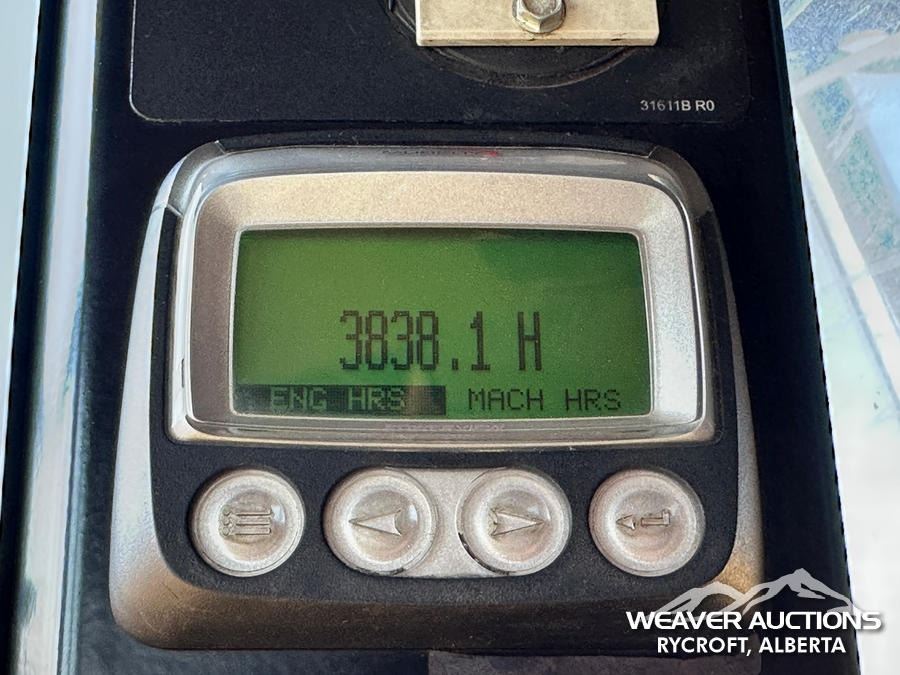 31611B R0
3838.1 H
ENG HRS MACH HRS
WEAVER AUCTIONS
RYCROFT, ALBERTA